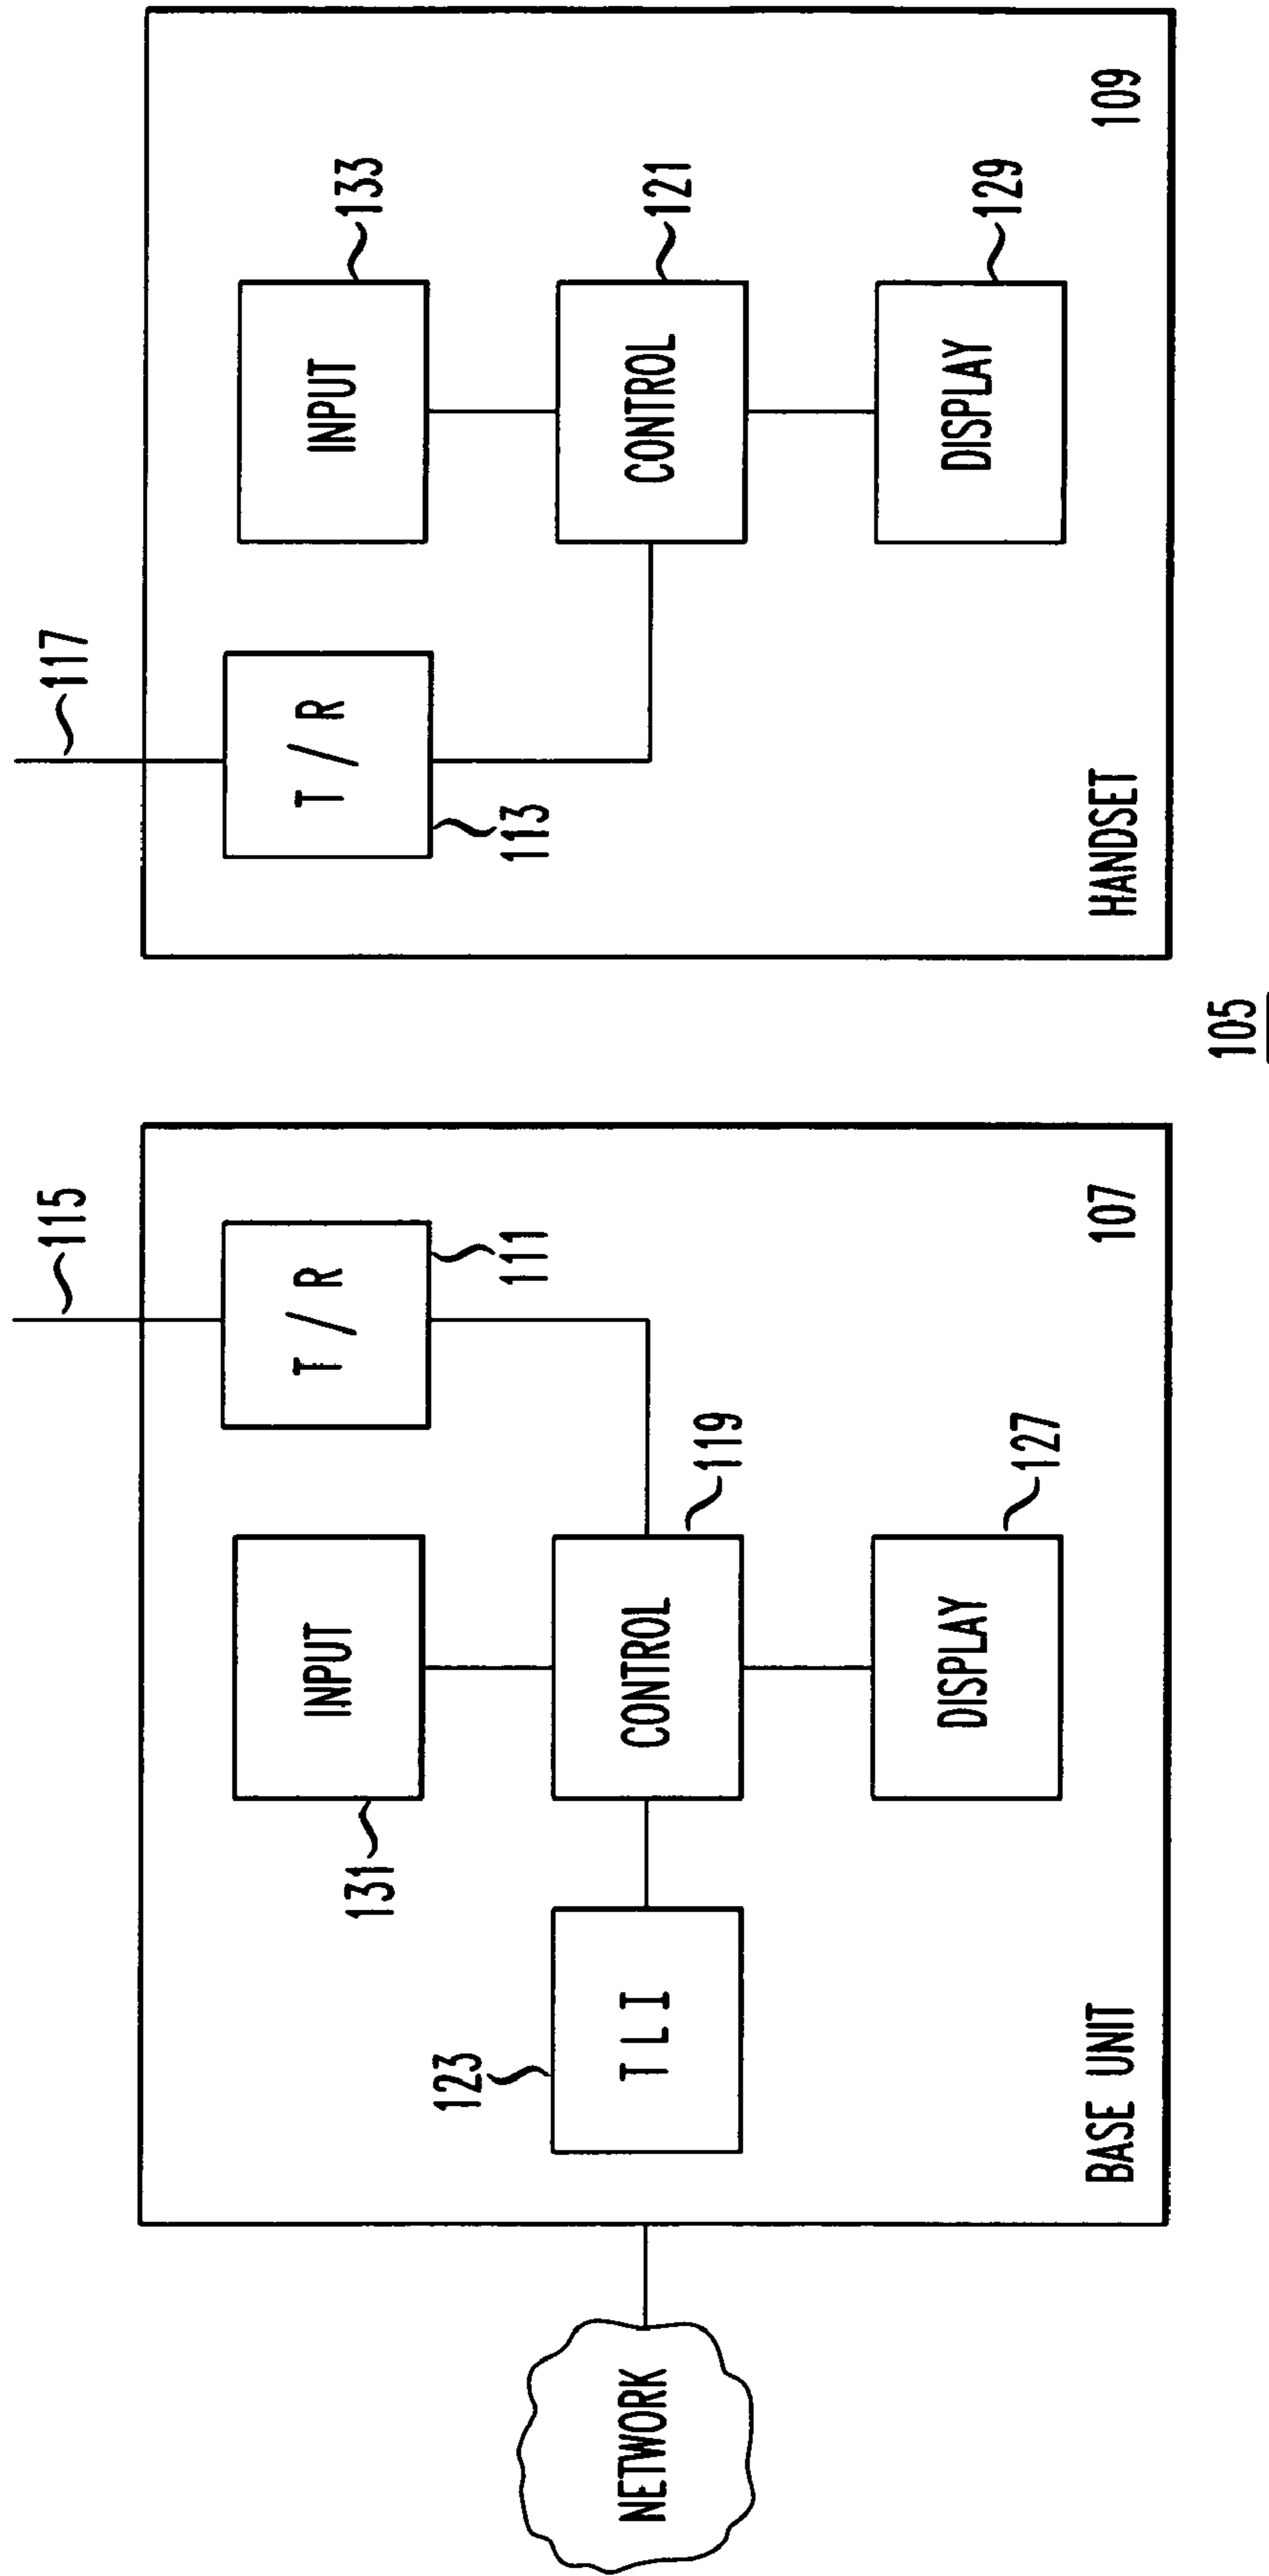 115
117
INPUT
T / R
T / R
INPUT
133
131
111
113
NETWORK
123
T L I
CONTROL
119
CONTROL
121
DISPLAY
127
DISPLAY
129
BASE UNIT
107
HANDSET
109
105